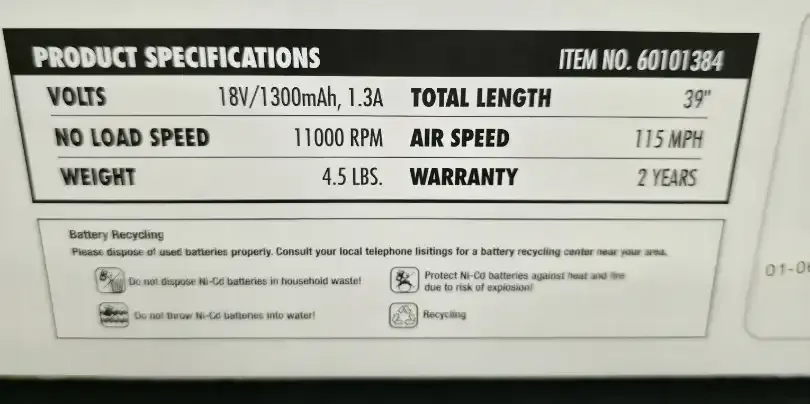 PRODUCT SPECIFICATIONS ITEM NO. 60101384
VOLTS 18V/1300mAh, 1.3A TOTAL LENGTH 39"
NO LOAD SPEED 11000 RPM AIR SPEED 115 MPH
WEIGHT 4.5 LBS. WARRANTY 2 YEARS
Battery Recycling
Please dispose of used batteries properly. Consult your local telephone lisitings for a battery recycling center near your area.
Do not dispose Ni-Cd batteries in household waste!
Protect Ni-Cd batteries against heat and fire
due to risk of explosion!
Do not throw Ni-Cd batteries into water!
Recycling